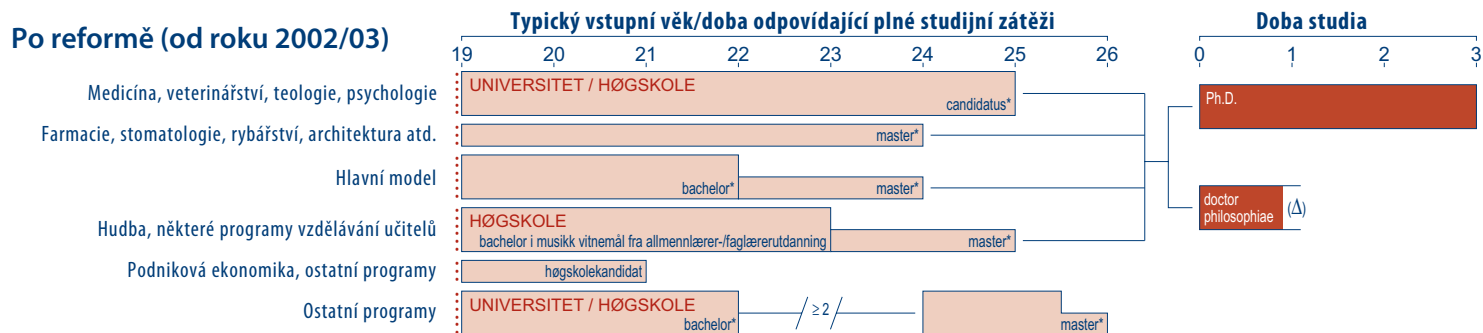 Po reformě (od roku 2002/03)
Typický vstupní věk/doba odpovídající plné studijní zátěži
Doba studia
19 20 21 22 23 24 25 26
0 1 2 3
Medicína, veterinářství, teologie, psychologie
UNIVERSITET / HØGSKOLE
candidatus*
Ph.D.
Farmacie, stomatologie, rybářství, architektura atd.
master*
Hlavní model
bachelor*
master*
doctor
philosophiae
(Δ)
Hudba, některé programy vzdělávání učitelů
HØGSKOLE
bachelor i musikk vitnemål fra allmennlærer-/faglærerutdanning
master*
Podniková ekonomika, ostatní programy
høgskolekandidat
Ostatní programy
UNIVERSITET / HØGSKOLE
bachelor*
≥ 2
master*